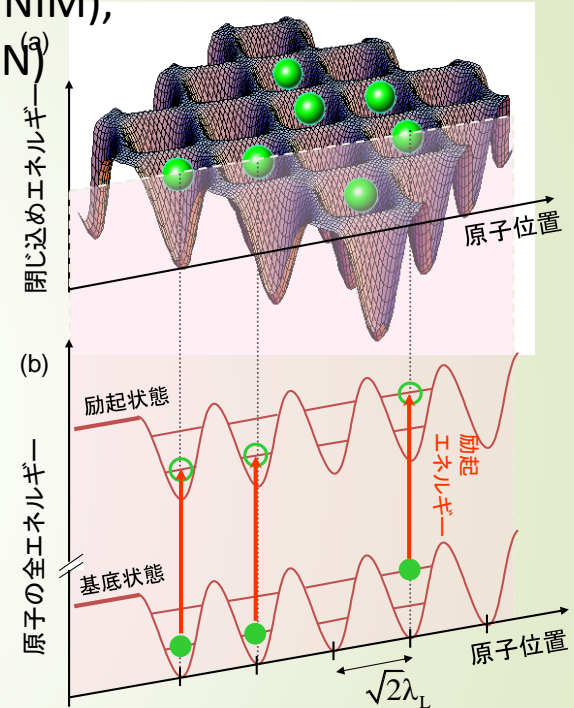 NIM),
(a)
N)
閉じ込めエネルギー
原子位置
(b)
励起状態
励起
エネルギー
基底状態
原子の全エネルギー
原子位置
√2λ_L